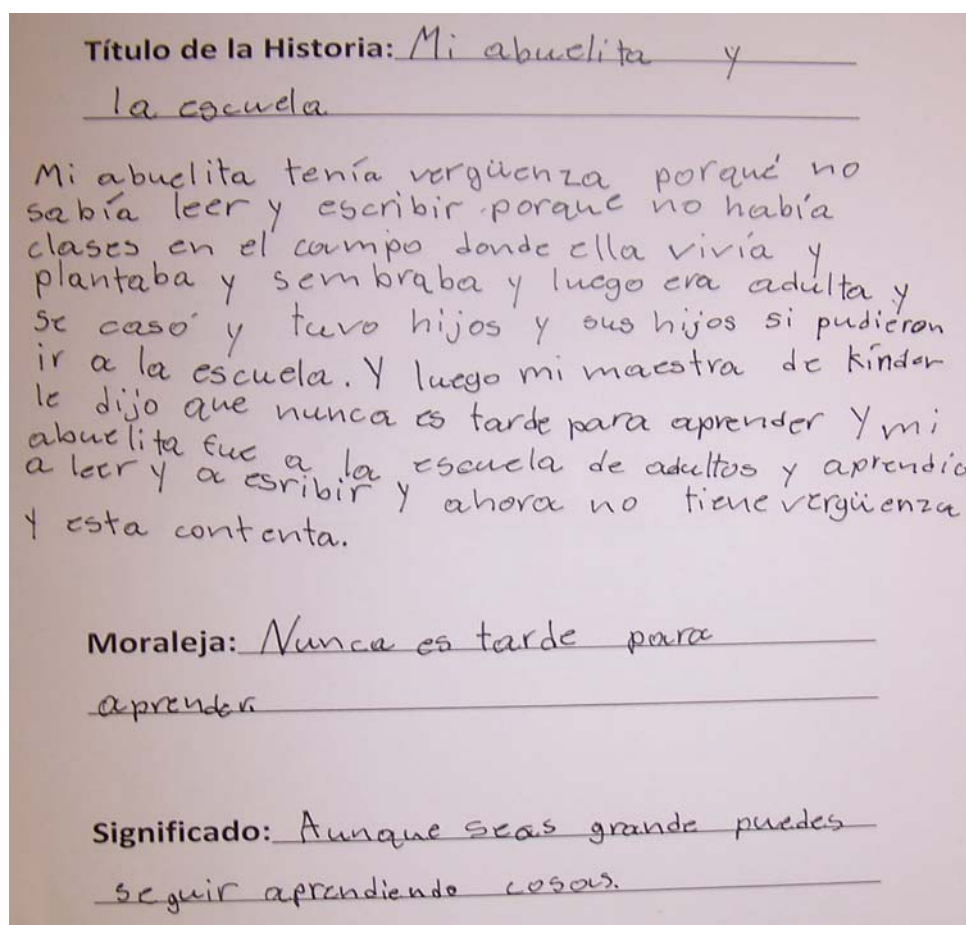 Título de la Historia: Mi abuelita y
la escuela
Mi abuelita tenía vergüenza porqué no
sabía leer y escribir porque no había
clases en el campo donde ella vivía y
plantaba y sembraba y luego era adulta y
se casó y tuvo hijos y sus hijos si pudieron
ir a la escuela. Y luego mi maestra de kínder
le dijo que nunca es tarde para aprender Y mi
abuelita fue a la escuela de adultos y aprendio
a leer y a esribir y ahora no tiene vergüenza
Y esta contenta.
Moraleja: Nunca es tarde para
aprender.
Significado: Aunque seas grande puedes
seguir aprendiendo cosas.